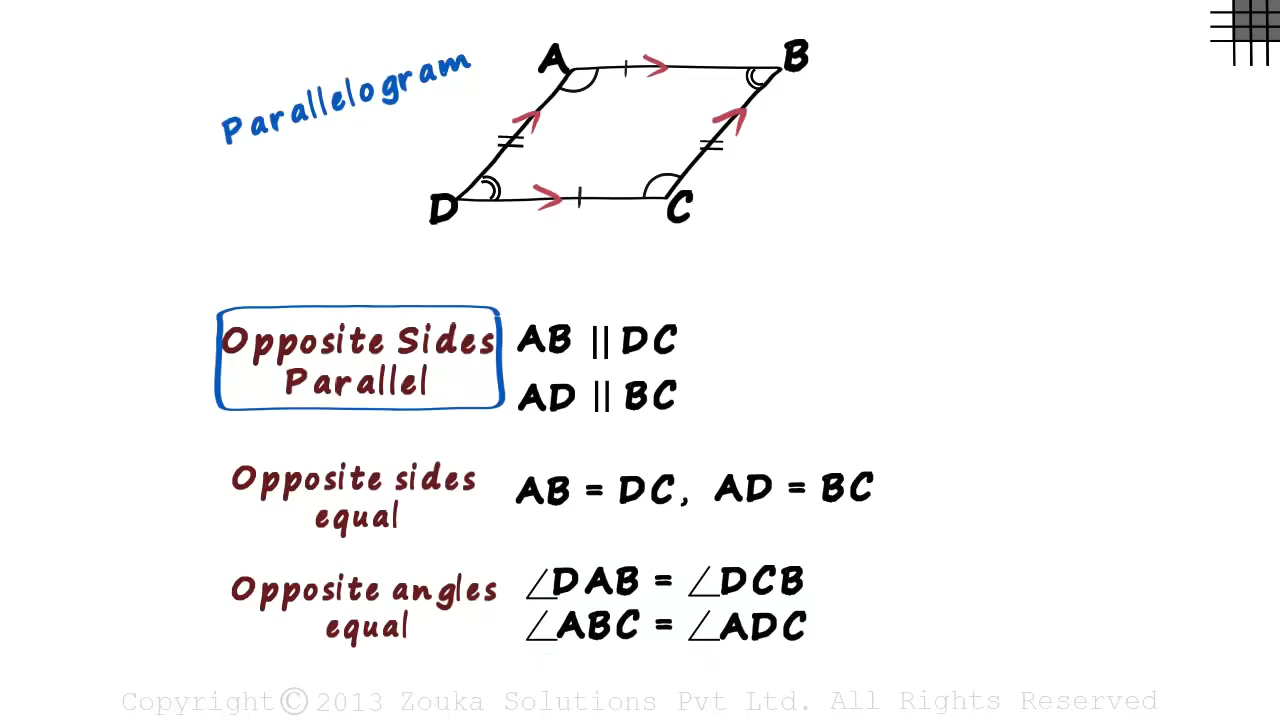 Parallelogram
A
B
D
C
Opposite Sides
Parallel
AB || DC
AD || BC
Opposite sides
equal
AB = DC, AD = BC
Opposite angles
equal
∠DAB = ∠DCB
∠ABC = ∠ADC
Copyright© 2013 Zouka Solutions Pvt Ltd. All Rights Reserved